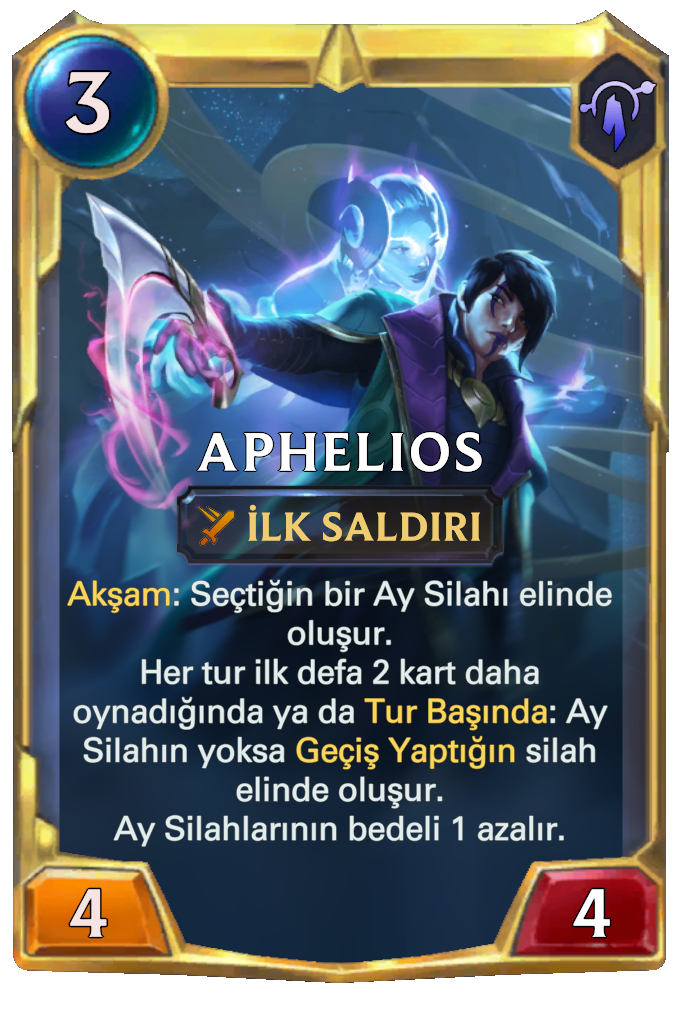 3
APHELIOS
İLK SALDIRI
Akşam: Seçtiğin bir Ay Silahı elinde
oluşur.
Her tur ilk defa 2 kart daha
oynadığında ya da Tur Başında: Ay
Silahın yoksa Geçiş Yaptığın silah
elinde oluşur.
Ay Silahlarının bedeli 1 azalır.
4
4